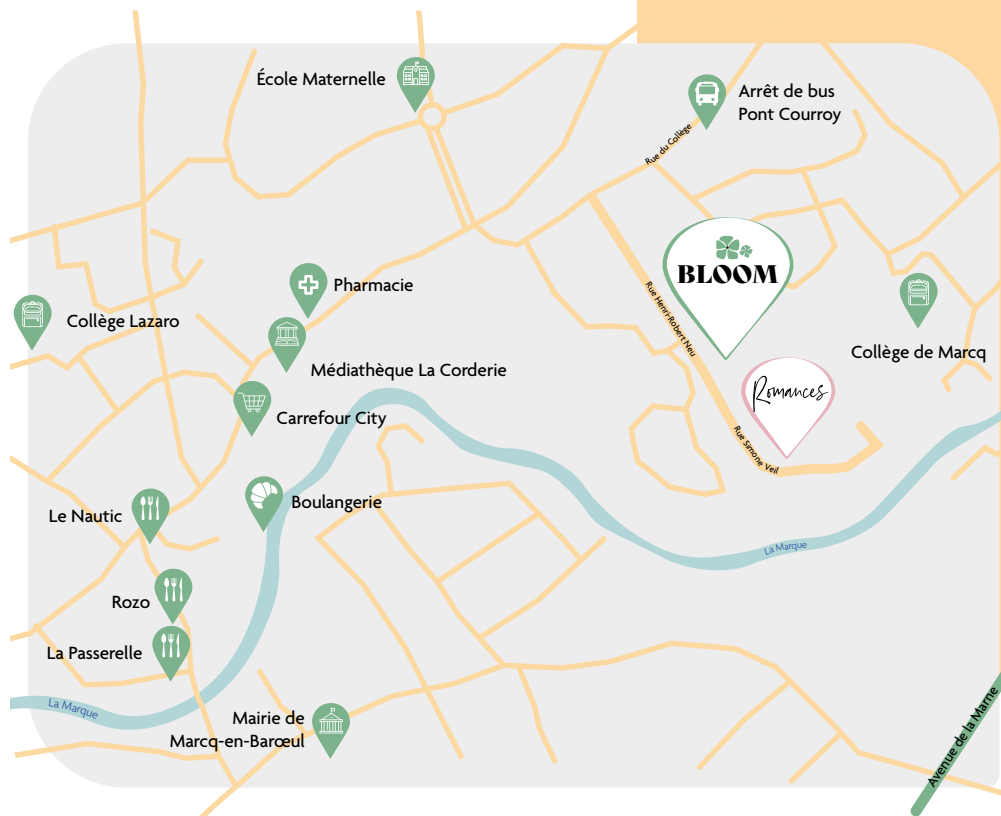 École Maternelle
Arrêt de bus
Pont Courroy
Rue du Collège
BLOOM
Pharmacie
Rue Henri-Robert Neu
Collège Lazaro
Collège de Marcq
Médiathèque La Corderie
Romances
Carrefour City
Rue Simone Veil
Boulangerie
Le Nautic
La Marque
Rozo
La Passerelle
La Marque
Mairie de
Marcq-en-Barœul
Avenue de la Marne